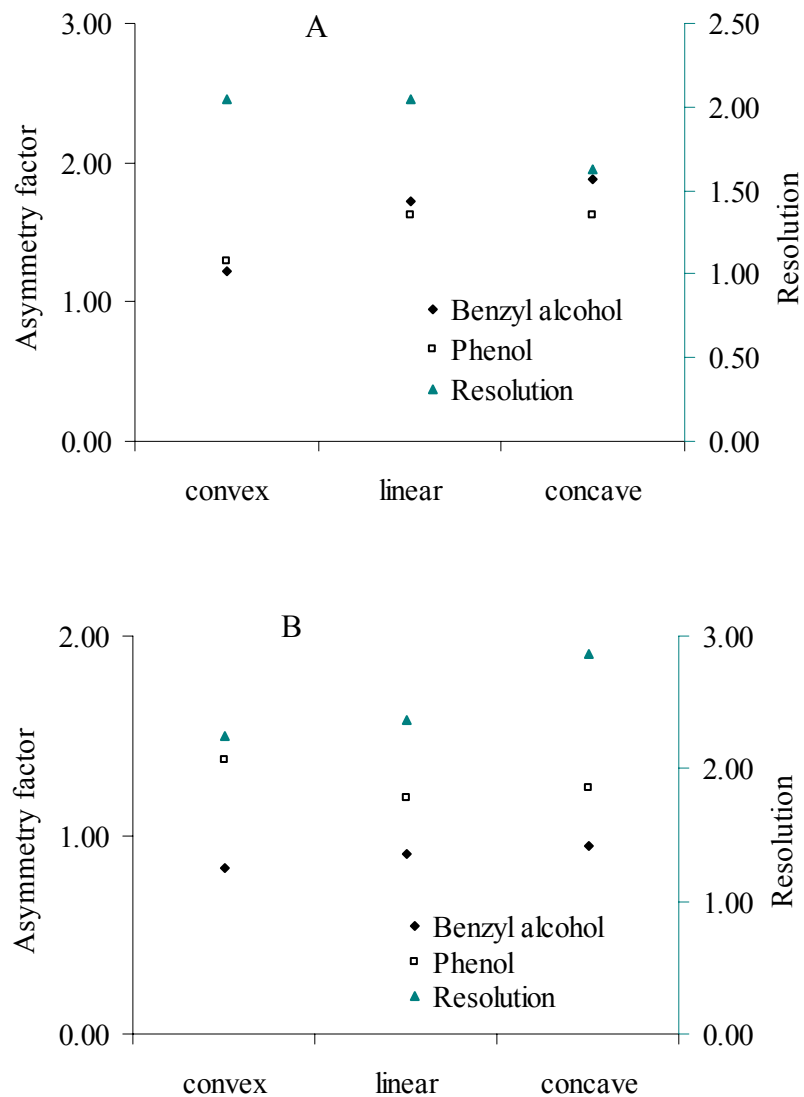 A
3.00
2.00
1.00
0.00
Asymmetry factor
2.50
2.00
1.50
1.00
0.50
0.00
Resolution
Benzyl alcohol
Phenol
Resolution
convex linear concave
B
2.00
1.00
0.00
Asymmetry factor
3.00
2.00
1.00
0.00
Resolution
Benzyl alcohol
Phenol
Resolution
convex linear concave